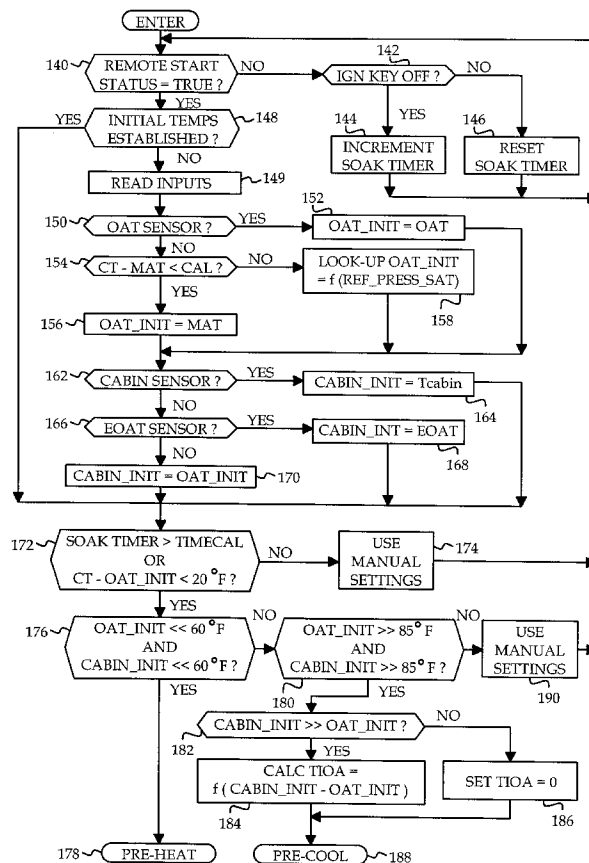 ENTER
140
REMOTE START
STATUS = TRUE ?
NO
YES
142
IGN KEY OFF ?
NO
YES
144
INCREMENT
SOAK TIMER
146
RESET
SOAK TIMER
YES
INITIAL TEMPS
ESTABLISHED ?
148
NO
READ INPUTS
149
150
OAT SENSOR ?
YES
NO
152
OAT_INIT = OAT
154
CT - MAT < CAL ?
NO
YES
LOOK-UP OAT_INIT
= f (REF_PRESS_SAT)
158
156
OAT_INIT = MAT
162
CABIN SENSOR ?
YES
NO
CABIN_INIT = Tcabin
164
166
EOAT SENSOR ?
YES
NO
CABIN_INT = EOAT
168
CABIN_INIT = OAT_INIT
170
172
SOAK TIMER > TIMECAL
OR
CT - OAT_INIT < 20 °F ?
NO
YES
USE
MANUAL
SETTINGS
174
176
OAT_INIT << 60 °F
AND
CABIN_INIT << 60 °F ?
NO
YES
OAT_INIT >> 85 °F
AND
CABIN_INIT >> 85 °F ?
180
NO
YES
USE
MANUAL
SETTINGS
190
CABIN_INIT >> OAT_INIT ?
182
NO
YES
CALC TIOA =
f ( CABIN_INIT - OAT_INIT )
184
SET TIOA = 0
186
178
PRE-HEAT
PRE-COOL
188